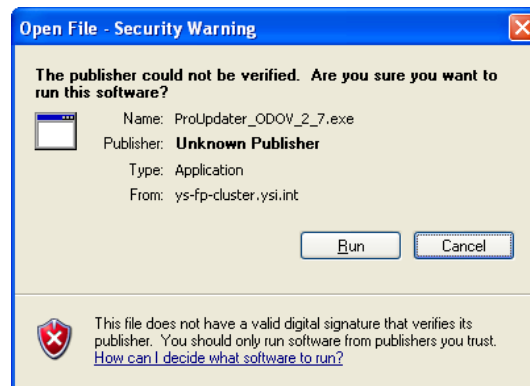 Open File - Security Warning
The publisher could not be verified.  Are you sure you want to
run this software?
Name: ProUpdater_ODOV_2_7.exe
Publisher: Unknown Publisher
Type: Application
From: ys-fp-cluster.ysi.int
Run Cancel
This file does not have a valid digital signature that verifies its
publisher.  You should only run software from publishers you trust.
How can I decide what software to run?